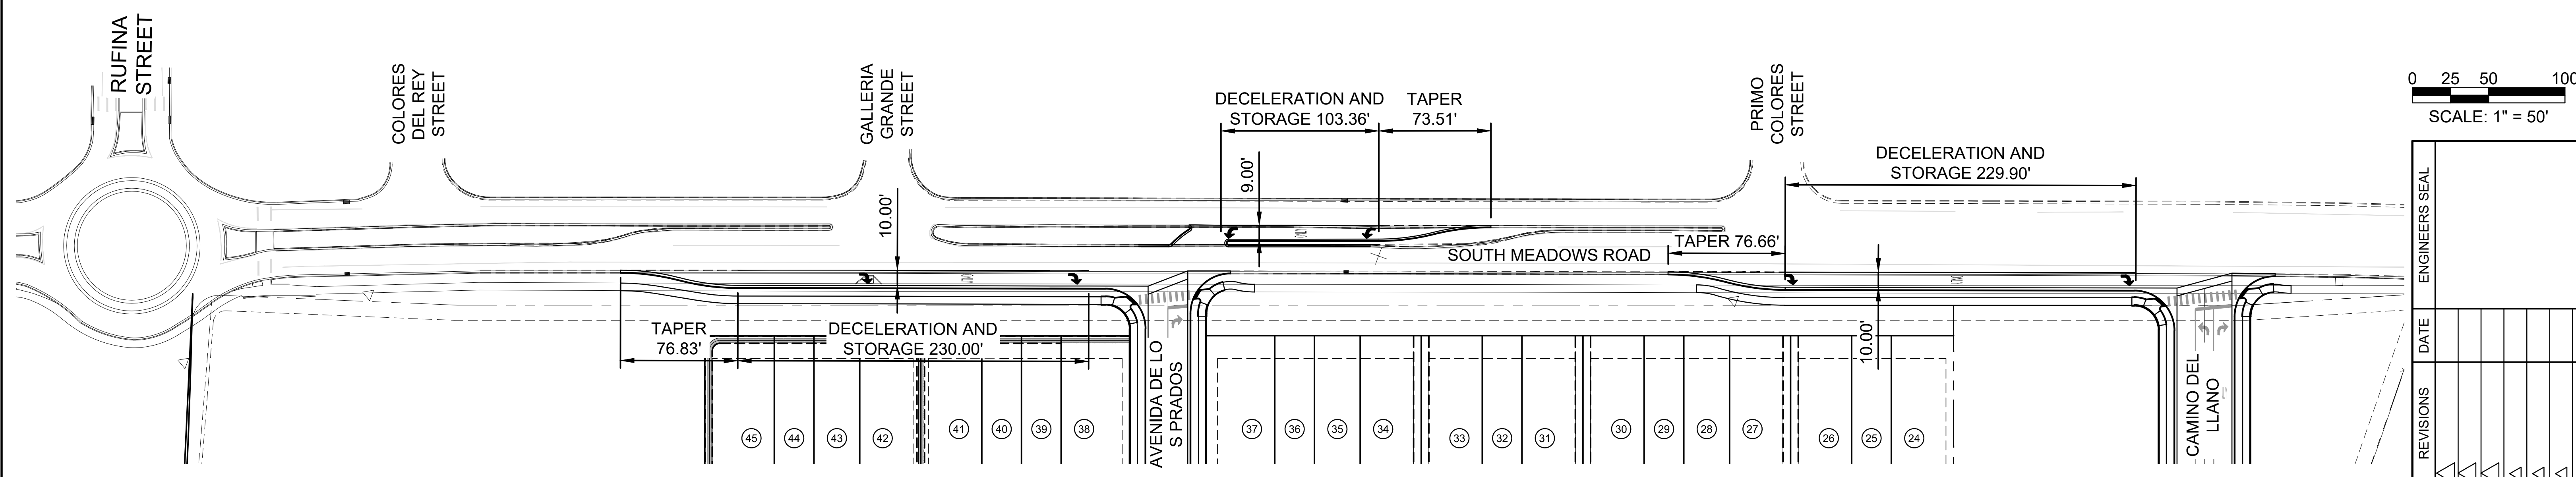 RUFINA
STREET
COLORES
DEL REY
STREET
GALLERIA
GRANDE
STREET
DECELERATION AND
STORAGE 103.36'
TAPER
73.51'
PRIMO
COLORES
STREET
DECELERATION AND
STORAGE 229.90'
0 25 50 100
SCALE: 1" = 50'
9.00'
10.00'
SOUTH MEADOWS ROAD
TAPER 76.66'
TAPER
76.83'
DECELERATION AND
STORAGE 230.00'
10.00'
AVENIDA DE LO
S PRADOS
CAMINO DEL
LLANO
45 44 43 42 41 40 39 38 37 36 35 34 33 32 31 30 29 28 27 26 25 24
ENGINEERS SEAL
DATE
REVISIONS